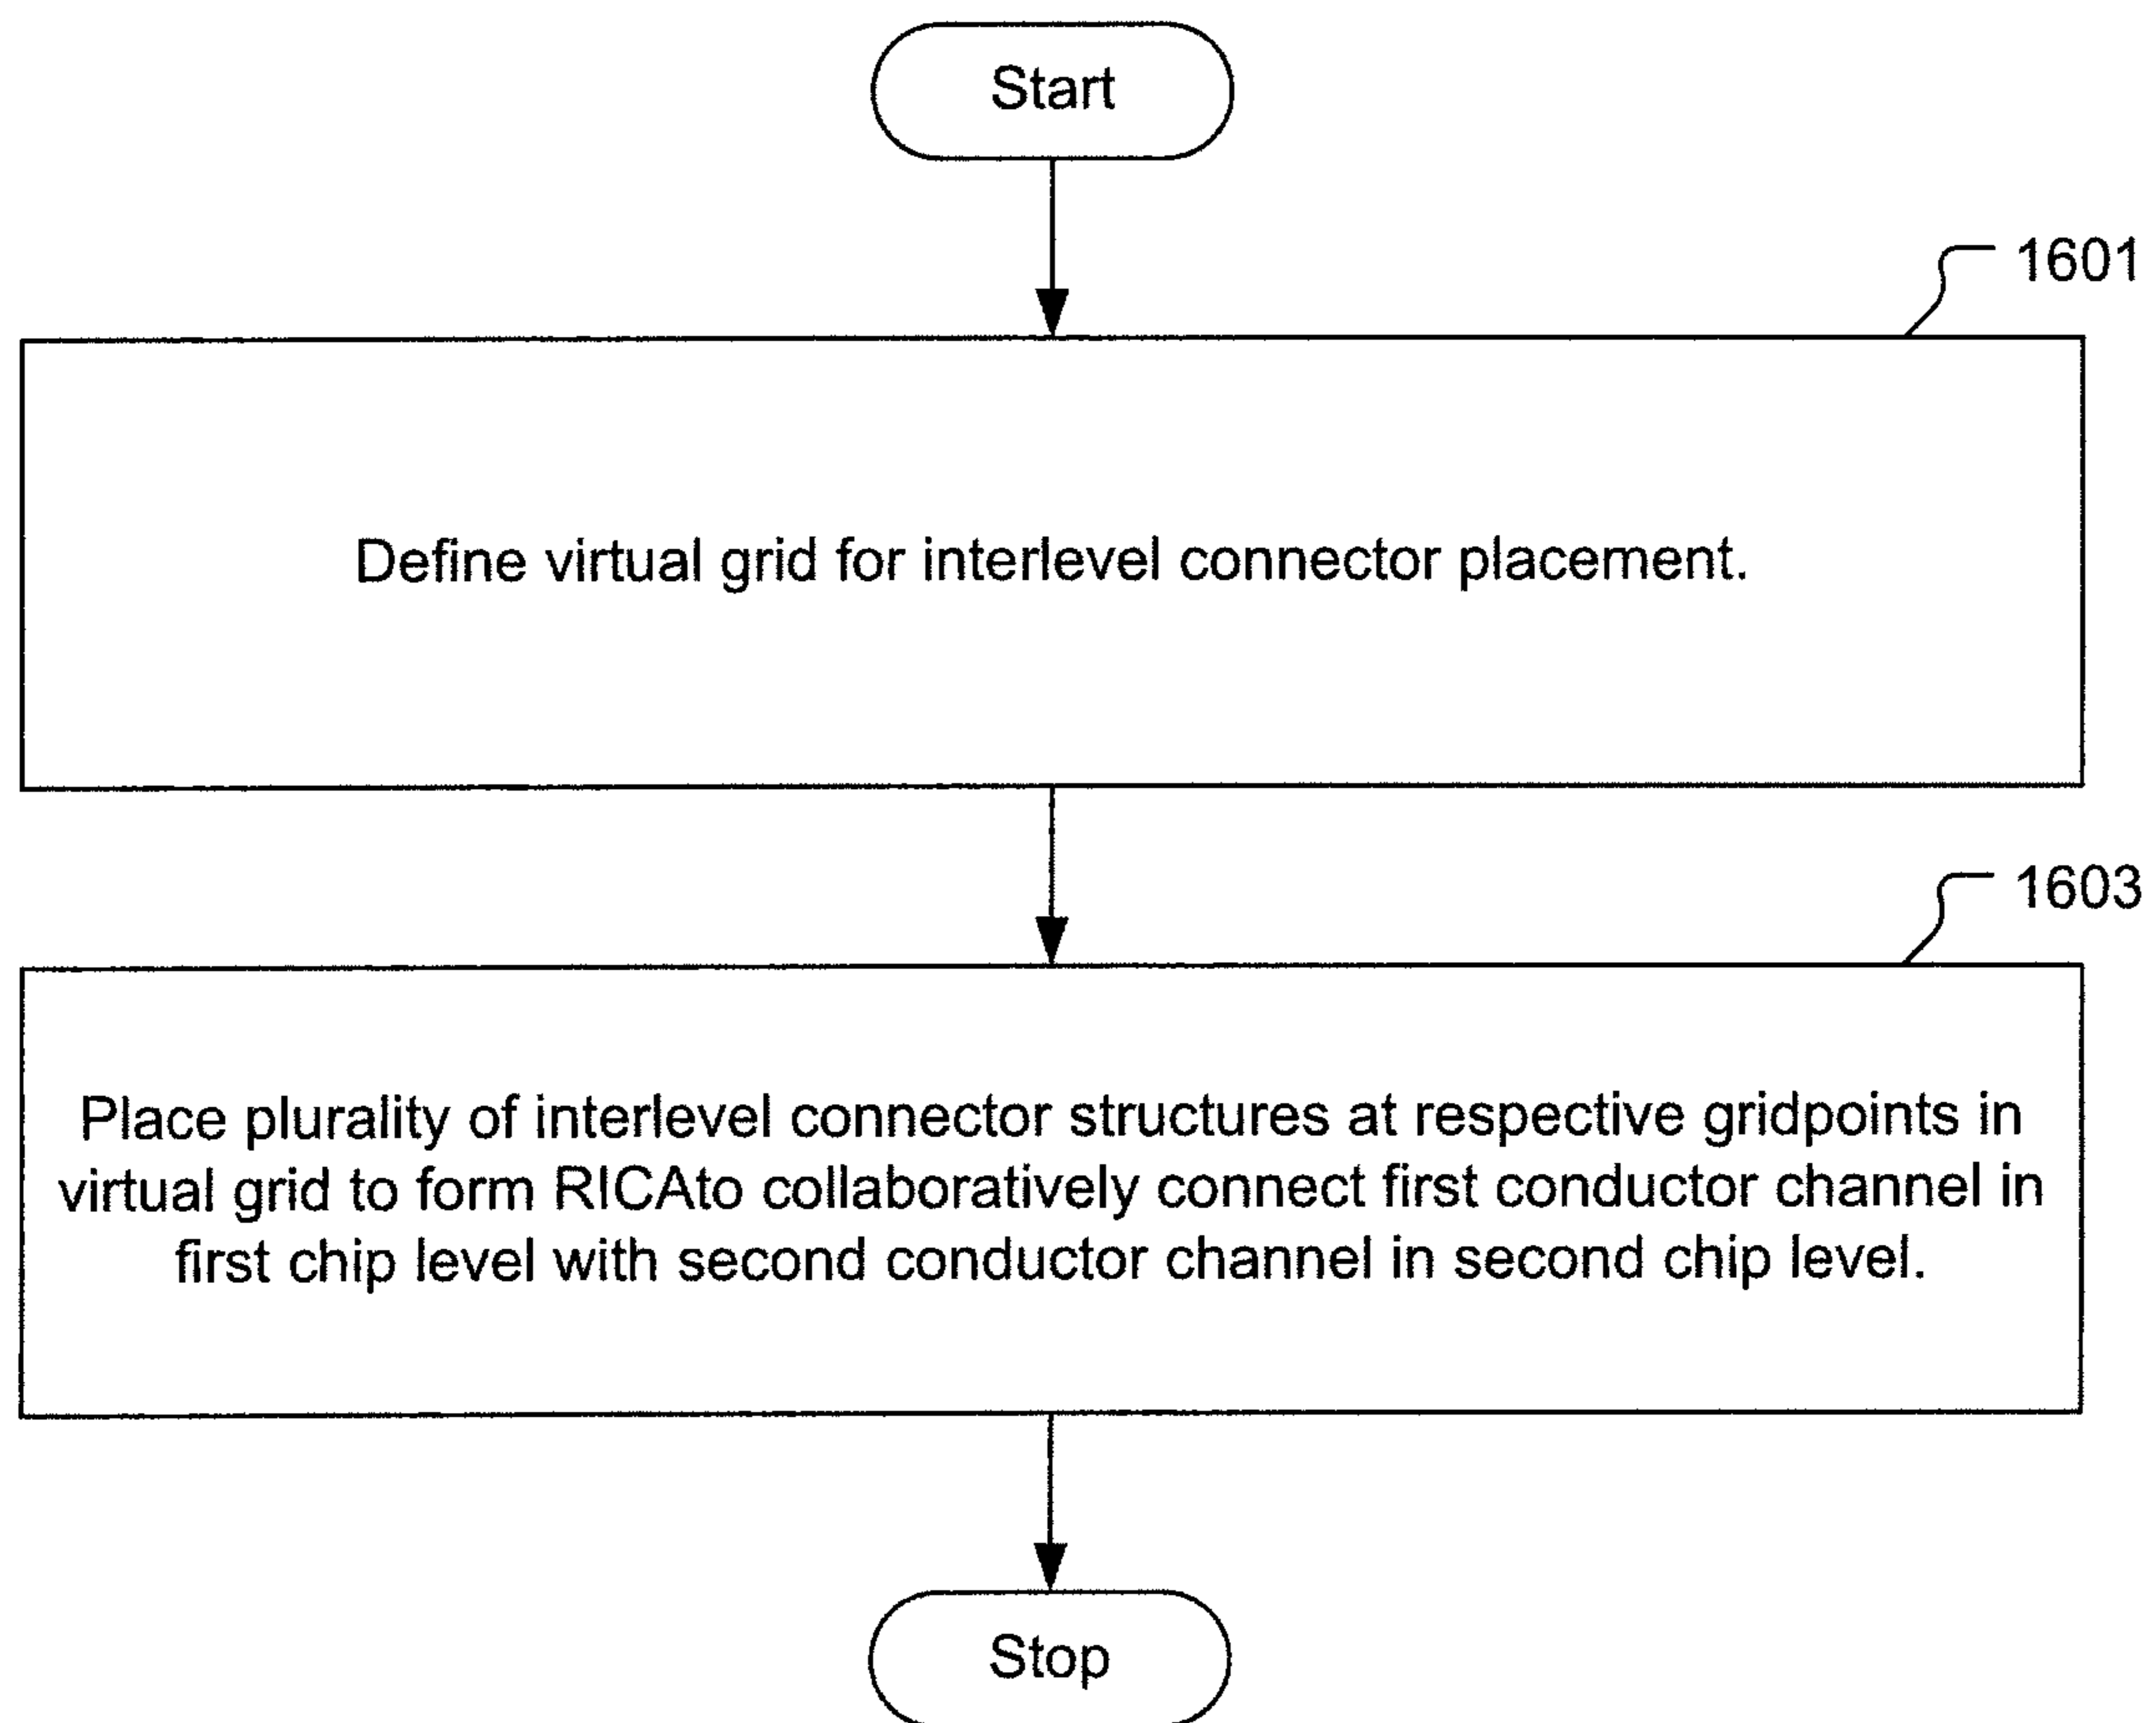 Start
1601
Define virtual grid for interlevel connector placement.
1603
Place plurality of interlevel connector structures at respective gridpoints in
virtual grid to form RICAto collaboratively connect first conductor channel in
first chip level with second conductor channel in second chip level.
Stop